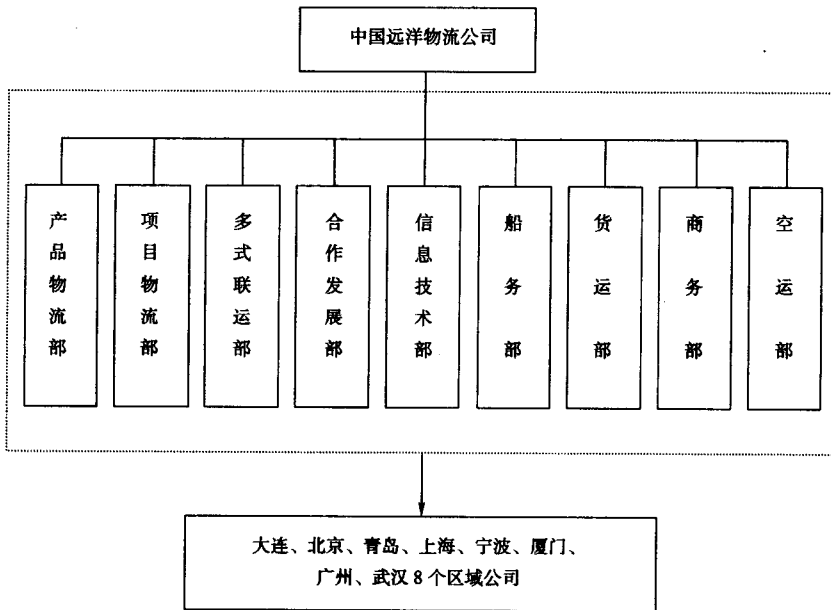 中国远洋物流公司
产品物流部
项目物流部
多式联运部
合作发展部
信息技术部
船务部
货运部
商务部
空运部
大连、北京、青岛、上海、宁波、厦门、
广州、武汉 8 个区域公司